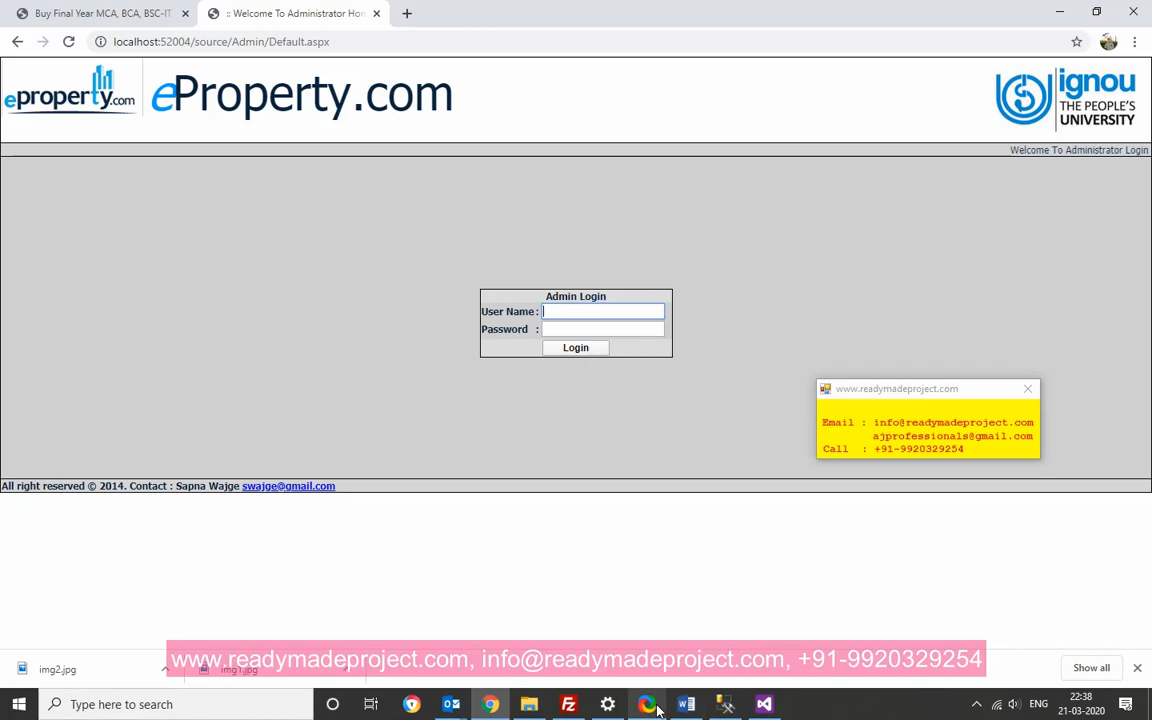 Buy Final Year MCA, BCA, BSC-IT
:: Welcome To Administrator Hon
localhost:52004/source/Admin/Default.aspx
eproperty.com
eProperty.com
ignou
THE PEOPLE'S
UNIVERSITY
Welcome To Administrator Login
Admin Login
User Name :
Password :
Login
www.readymadeproject.com
Email : info@readymadeproject.com
ajprofessionals@gmail.com
Call : +91-9920329254
All right reserved © 2014. Contact : Sapna Wajge swajge@gmail.com
www.readymadeproject.com, info@readymadeproject.com, +91-9920329254
img2.jpg
img1.jpg
Show all
Type here to search
ENG
22:38
21-03-2020